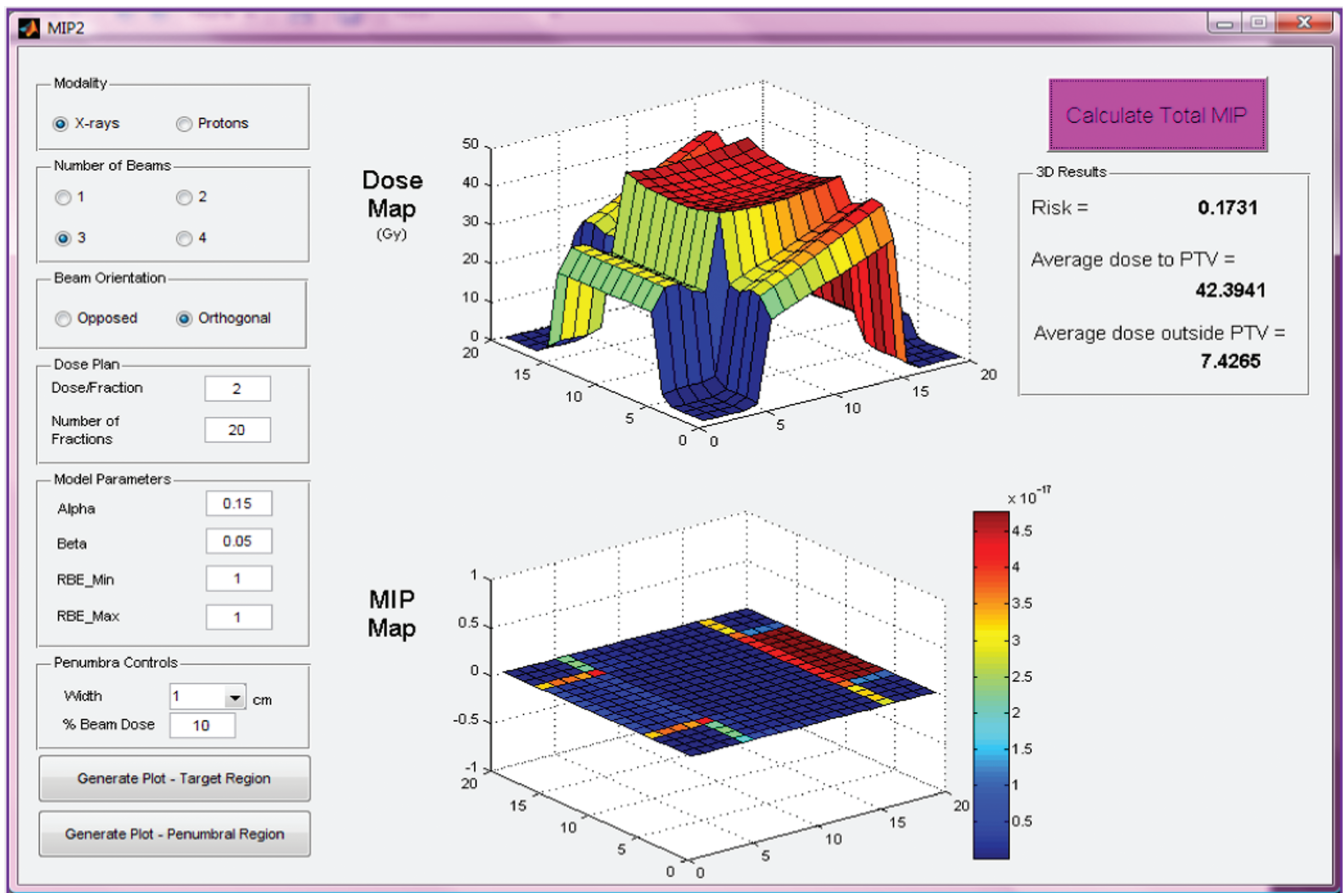 MIP2
Modality
X-rays
Protons
Number of Beams
1
2
3
4
Beam Orientation
Opposed
Orthogonal
Dose Plan
Dose/Fraction
2
Number of
Fractions
20
Model Parameters
Alpha
0.15
Beta
0.05
RBE_Min
1
RBE_Max
1
Penumbra Controls
Width
1
cm
% Beam Dose
10
Generate Plot - Target Region
Generate Plot - Penumbral Region
Dose
Map
(Gy)
50
40
30
20
10
0
20
15
10
5
0
0
5
10
15
20
MIP
Map
1
0.5
0
-0.5
-1
20
15
10
5
0
0
5
10
15
20
x 10⁻¹⁷
4.5
4
3.5
3
2.5
2
1.5
1
0.5
Calculate Total MIP
3D Results
Risk =
0.1731
Average dose to PTV =
42.3941
Average dose outside PTV =
7.4265